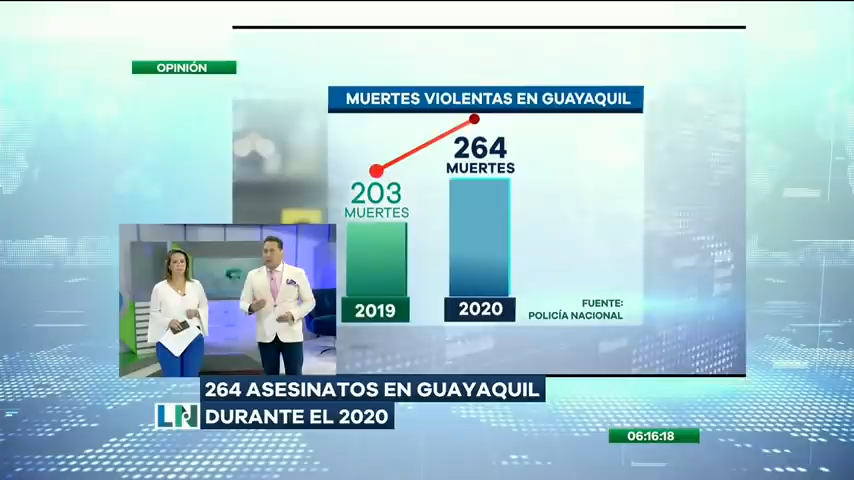 OPINIÓN
MUERTES VIOLENTAS EN GUAYAQUIL
264
MUERTES
203
MUERTES
2019
2020
FUENTE:
POLICÍA NACIONAL
264 ASESINATOS EN GUAYAQUIL
LN
DURANTE EL 2020
06:16:18